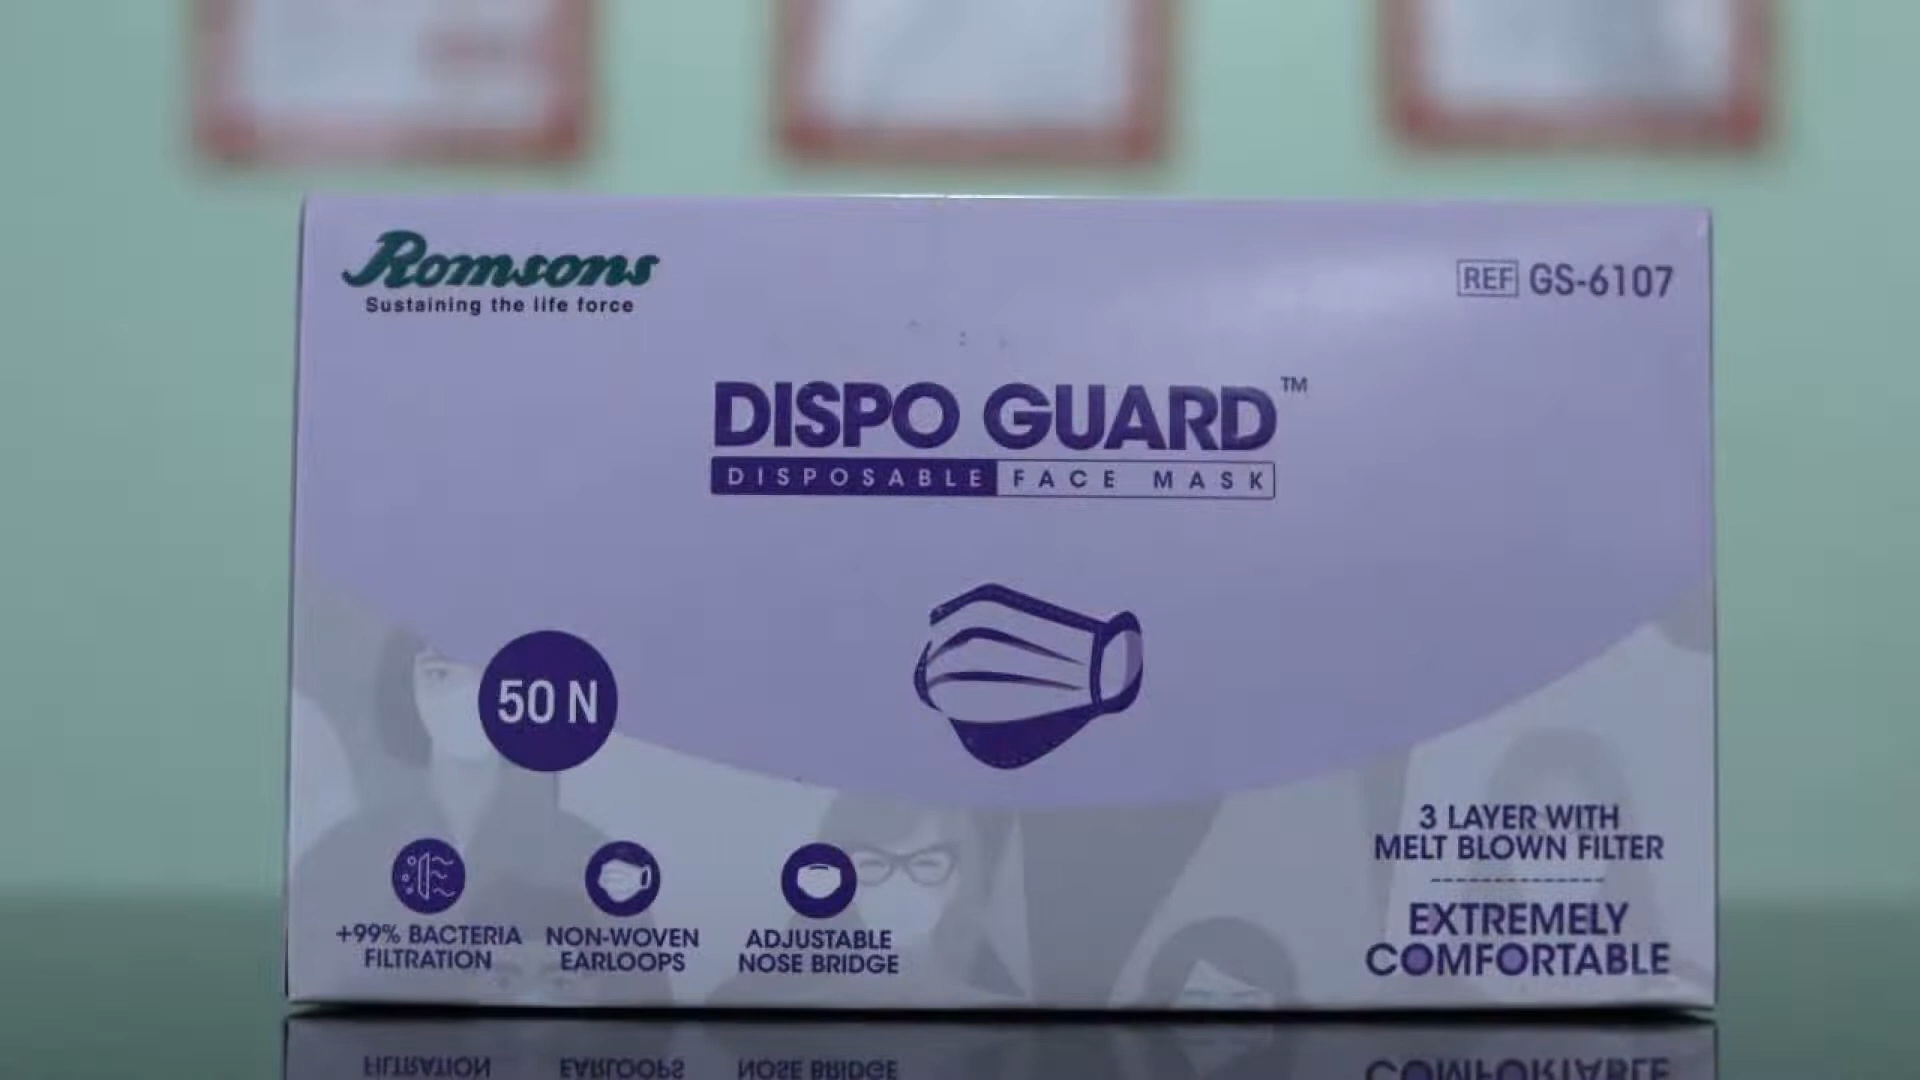 Romsons
Sustaining the life force
REF GS-6107
DISPO GUARD™
DISPOSABLE FACE MASK
50 N
+99% BACTERIA
FILTRATION
NON-WOVEN
EARLOOPS
ADJUSTABLE
NOSE BRIDGE
3 LAYER WITH
MELT BLOWN FILTER
EXTREMELY
COMFORTABLE